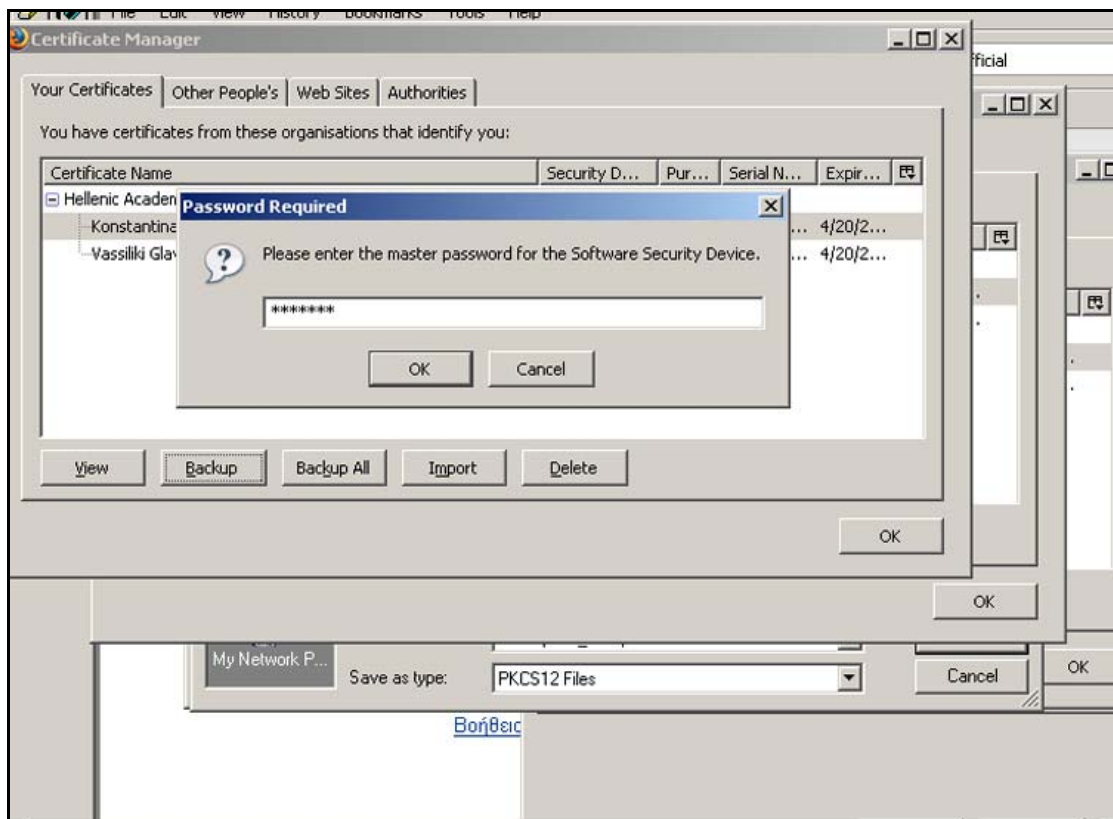 File Edit View History Bookmarks Tools Help
Certificate Manager
ficial
Your Certificates Other People's Web Sites Authorities
You have certificates from these organisations that identify you:
Certificate Name Security D... Pur... Serial N... Expir...
Hellenic Academ
Password Required
Konstantina ... 4/20/2...
Vassiliki Glav ... 4/20/2...
Please enter the master password for the Software Security Device.
*******
OK Cancel
View Backup Backup All Import Delete
OK
OK
My Network P...
Save as type: PKCS12 Files Cancel OK
Βοήθεια